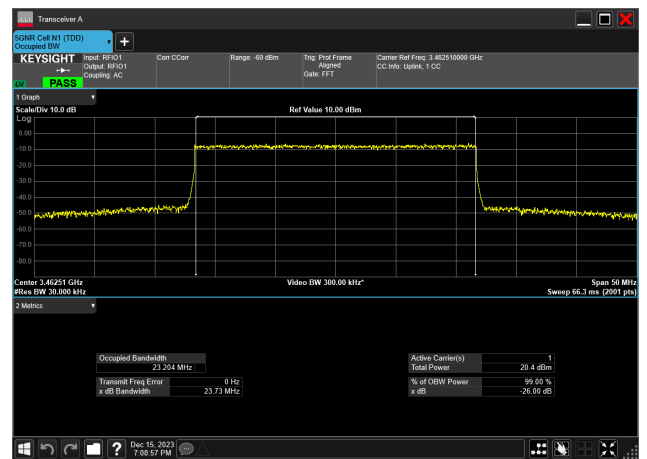 Transceiver A
5GNR Cell N1 (TDD)
Occupied BW
KEYSIGHT
PASS
Input: RFIO1
Output: RFIO1
Coupling: AC
Corr CCorr
Range: -60 dBm
Trig: Prot Frame
Aligned
Gate: FFT
Carrier Ref Freq: 3.462510000 GHz
CC Info: Uplink, 1 CC
1 Graph
Scale/Div 10.0 dB
Ref Value 10.00 dBm
Log
0.00
-10.0
-20.0
-30.0
-40.0
-50.0
-60.0
-70.0
-80.0
Center 3.46251 GHz
Video BW 300.00 kHz*
Span 50 MHz
#Res BW 30.000 kHz
Sweep 66.3 ms (2001 pts)
2 Metrics
Occupied Bandwidth
23.204 MHz
Active Carrier(s) 1
Total Power 20.4 dBm
Transmit Freq Error 0 Hz
x dB Bandwidth 23.73 MHz
% of OBW Power 99.00 %
x dB -26.00 dB
Dec 15, 2023
7:08:57 PM